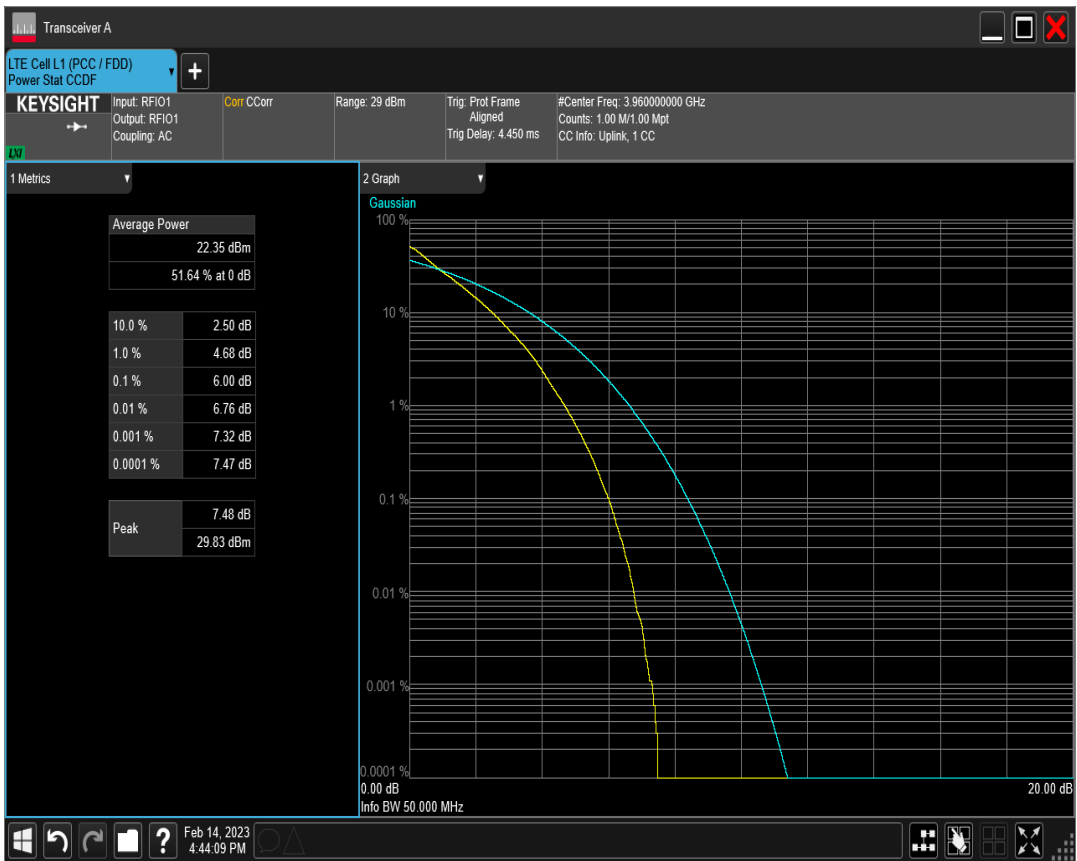 Transceiver A
LTE Cell L1 (PCC / FDD)
Power Stat CCDF
+
KEYSIGHT
LXI
Input: RFIO1
Output: RFIO1
Coupling: AC
Corr CCorr
Range: 29 dBm
Trig: Prot Frame
Aligned
Trig Delay: 4.450 ms
#Center Freq: 3.960000000 GHz
Counts: 1.00 M/1.00 Mpt
CC Info: Uplink, 1 CC
1 Metrics
Average Power
22.35 dBm
51.64 % at 0 dB
10.0 % 2.50 dB
1.0 % 4.68 dB
0.1 % 6.00 dB
0.01 % 6.76 dB
0.001 % 7.32 dB
0.0001 % 7.47 dB
Peak
7.48 dB
29.83 dBm
2 Graph
Gaussian
100 %
10 %
1 %
0.1 %
0.01 %
0.001 %
0.0001 %
0.00 dB
20.00 dB
Info BW 50.000 MHz
?
Feb 14, 2023
4:44:09 PM